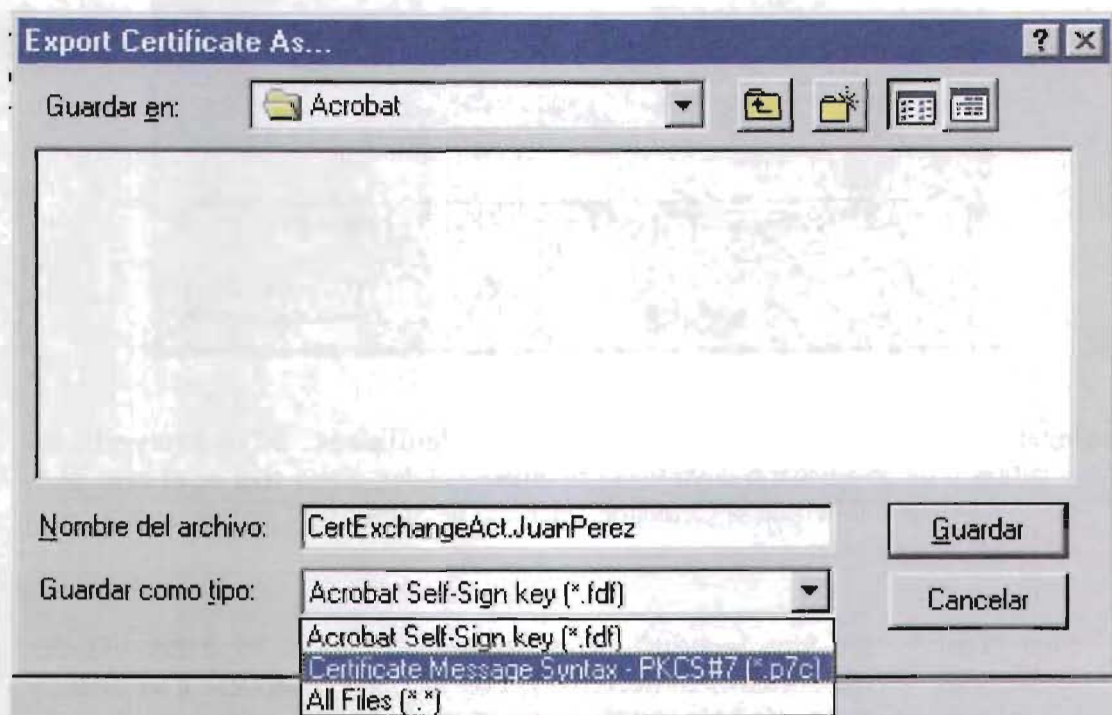 Export Certificate As...
Guardar en: Acrobat
Nombre del archivo: CertExchangeAct.JuanPerez
Guardar
Guardar como tipo: Acrobat Self-Sign key (*.fdf)
Cancelar
Acrobat Self-Sign key (*.fdf)
Certificate Message Syntax - PKCS#7 (*.p7c)
All Files (*.*)